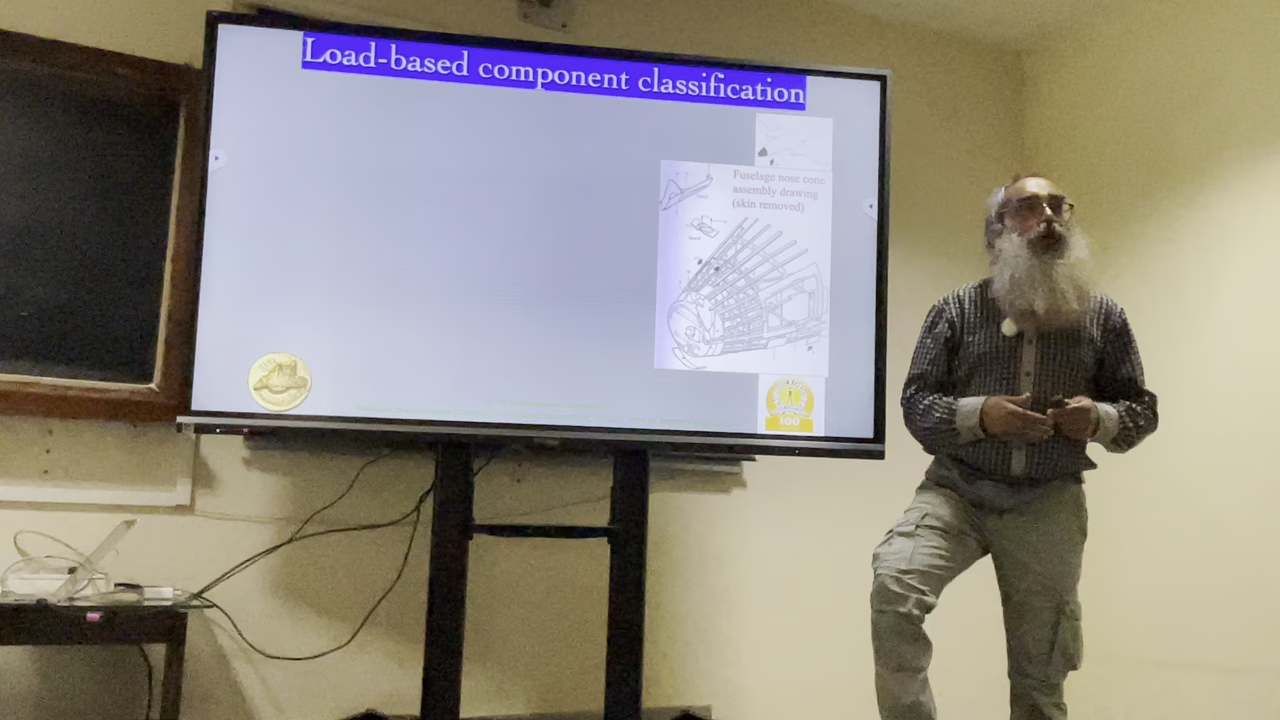 Load-based component classification
Fuselage nose cone
assembly drawing
(skin removed)
100